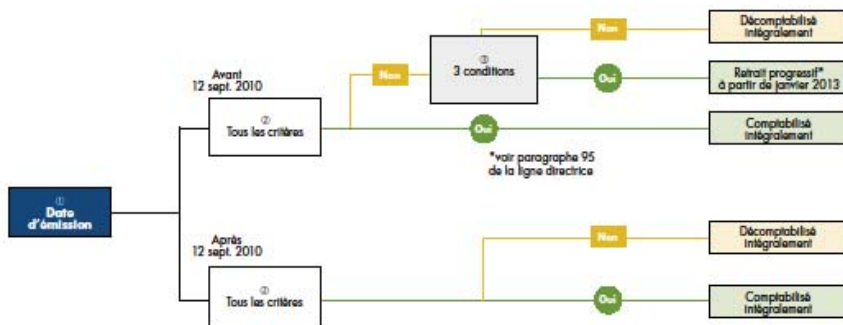 Non
Décomptabilisé
intégralement
③
3 conditions
Avant
12 sept. 2010
Non
Oui
Retrait progressif*
à partir de janvier 2013
②
Tous les critères
Oui
Comptabilisé
intégralement
*voir paragraphe 95
de la ligne directrice
①
Date
d'émission
Après
12 sept. 2010
Non
Décomptabilisé
intégralement
②
Tous les critères
Oui
Comptabilisé
intégralement